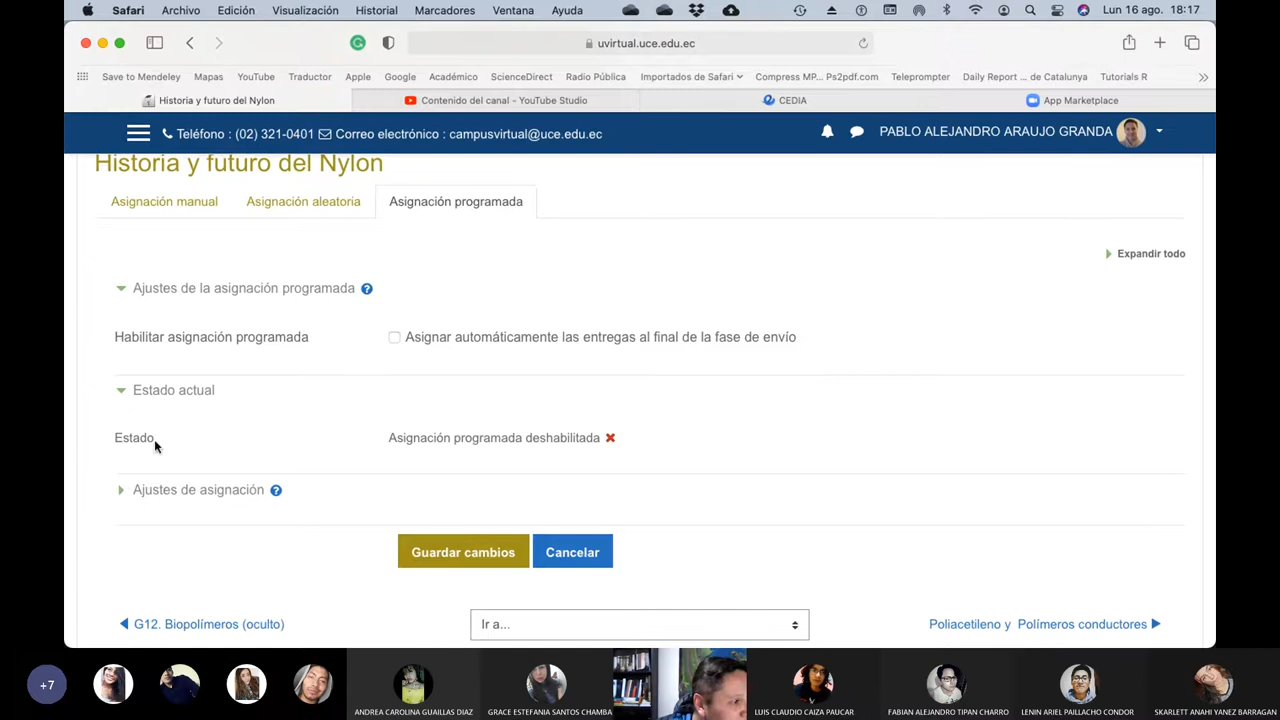 Safari Archivo Edición Visualización Historial Marcadores Ventana Ayuda Lun 16 ago. 18:17
uvirtual.uce.edu.ec
Save to Mendeley Mapas YouTube Traductor Apple Google Académico ScienceDirect Radio Pública Importados de Safari Compress MP... Ps2pdf.com Teleprompter Daily Report ... de Catalunya Tutorials R
Historia y futuro del Nylon Contenido del canal - YouTube Studio CEDIA App Marketplace
Teléfono : (02) 321-0401 Correo electrónico : campusvirtual@uce.edu.ec PABLO ALEJANDRO ARAUJO GRANDA
Historia y futuro del Nylon
Asignación manual Asignación aleatoria Asignación programada
Expandir todo
Ajustes de la asignación programada ?
Habilitar asignación programada Asignar automáticamente las entregas al final de la fase de envío
Estado actual
Estado Asignación programada deshabilitada
Ajustes de asignación ?
Guardar cambios Cancelar
G12. Biopolímeros (oculto) Ir a... Poliacetileno y Polímeros conductores
+7 ANDREA CAROLINA GUAILLAS DIAZ GRACE ESTEFANIA SANTOS CHAMBA LUIS CLAUDIO CAIZA PAUCAR FABIAN ALEJANDRO TIPAN CHARRO LENIN ARIEL PAILLACHO CONDOR SKARLETT ANAHI YANEZ BARRAGAN